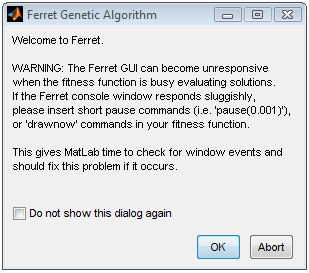 Ferret Genetic Algorithm
Welcome to Ferret.
WARNING: The Ferret GUI can become unresponsive
when the fitness function is busy evaluating solutions.
If the Ferret console window responds sluggishly,
please insert short pause commands (i.e. 'pause(0.001)'),
or 'drawnow' commands in your fitness function.
This gives MatLab time to check for window events and
should fix this problem if it occurs.
Do not show this dialog again
OK Abort